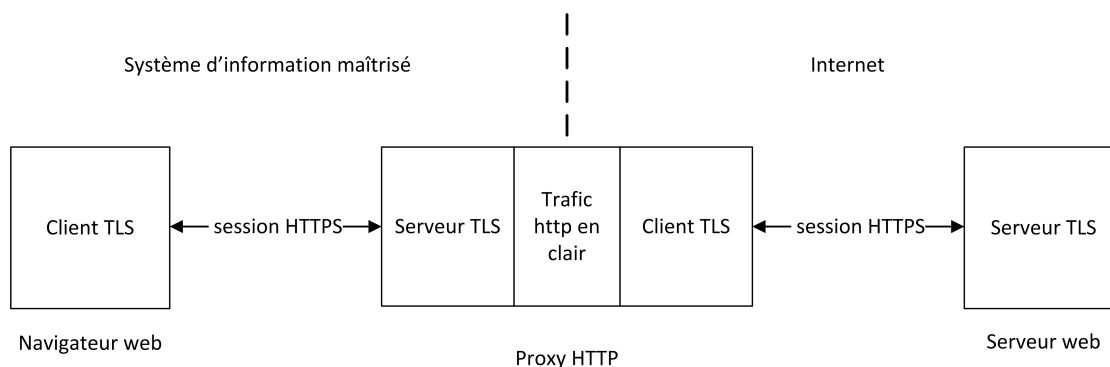 Système d’information maîtrisé
Internet
Client TLS
session HTTPS
Serveur TLS
Trafic
http en
clair
Client TLS
session HTTPS
Serveur TLS
Navigateur web
Proxy HTTP
Serveur web